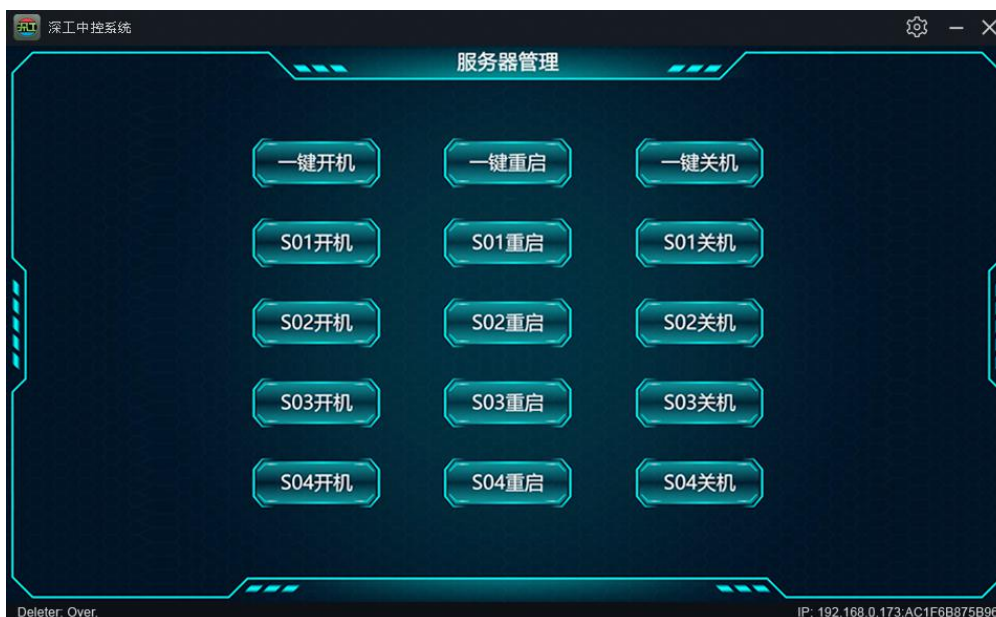 深工中控系统
服务器管理
一键开机 一键重启 一键关机
S01开机 S01重启 S01关机
S02开机 S02重启 S02关机
S03开机 S03重启 S03关机
S04开机 S04重启 S04关机
Deleter: Over. IP: 192.168.0.173:AC1F6B875B96